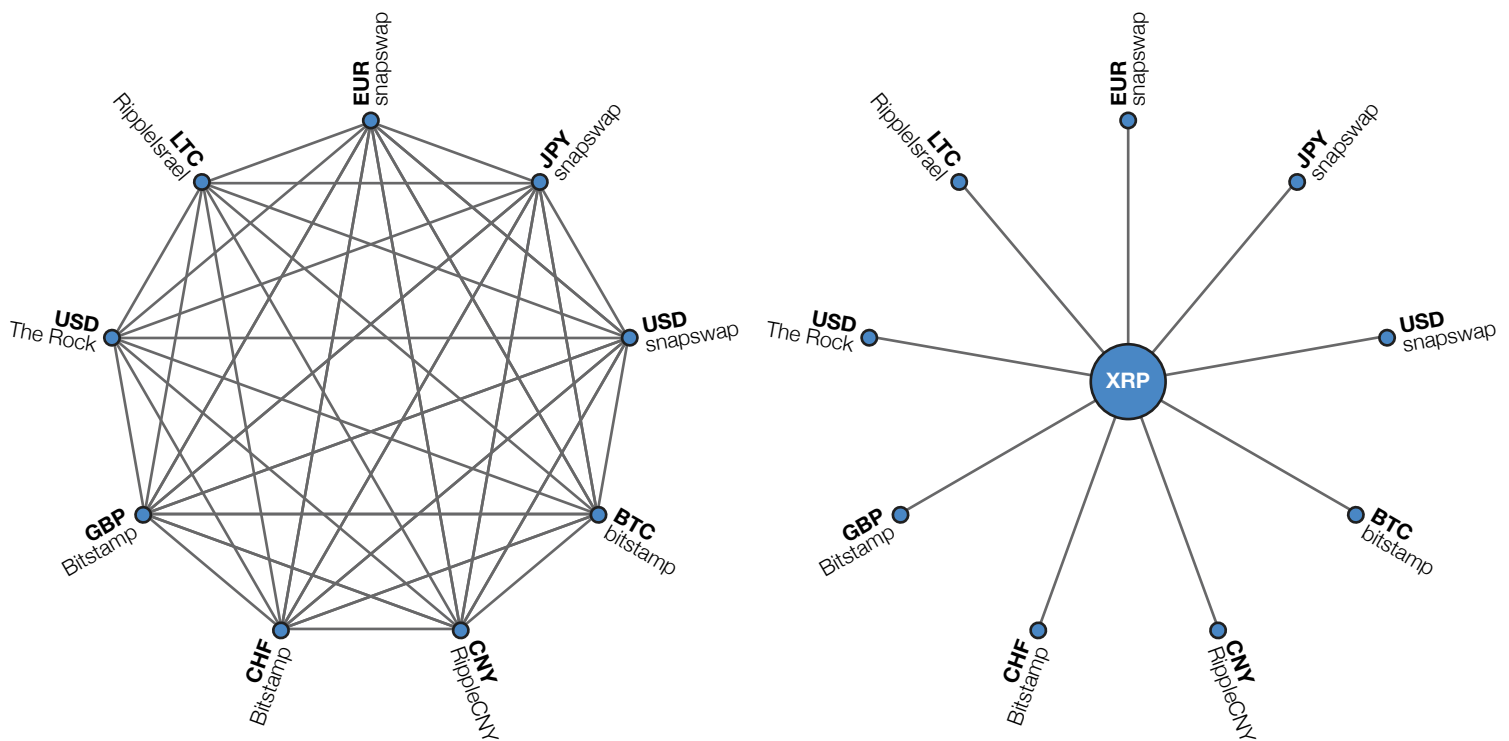 EUR
snapswap
JPY
snapswap
USD
snapswap
BTC
bitstamp
CNY
RippleCNY
CHF
Bitstamp
GBP
Bitstamp
USD
The Rock
LTC
RippleIsrael
XRP
EUR
snapswap
JPY
snapswap
USD
snapswap
BTC
bitstamp
CNY
RippleCNY
CHF
Bitstamp
GBP
Bitstamp
USD
The Rock
LTC
RippleIsrael